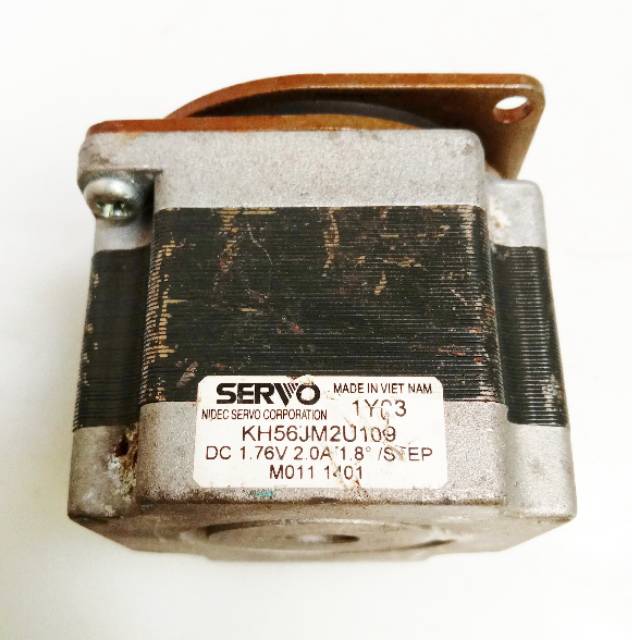 SERVO MADE IN VIET NAM
NIDEC SERVO CORPORATION 1Y03
KH56JM2U109
DC 1.76V 2.0A 1.8° /STEP
M011 1401